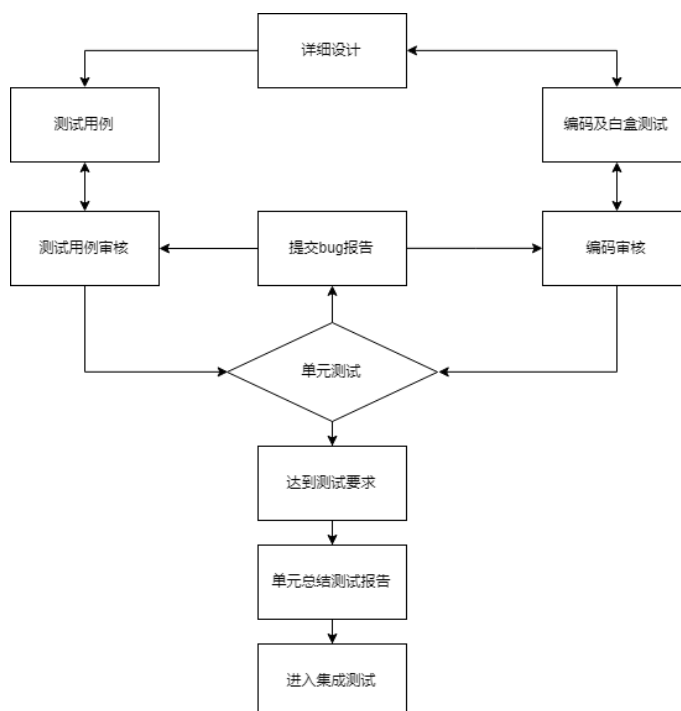 详细设计
测试用例
编码及白盒测试
测试用例审核
提交bug报告
编码审核
单元测试
达到测试要求
单元总结测试报告
进入集成测试